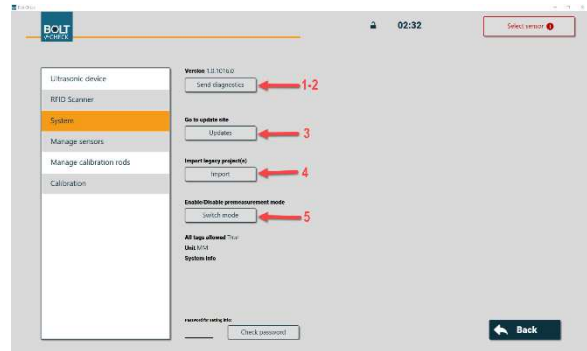 BOLT
V-CHECK
02:32
Select sensor
Ultrasonic device
RFID Scanner
System
Manage sensors
Manage calibration rods
Calibration
Version 1.0.1016.0
Send diagnostics
1-2
Go to update site
Updates
3
Import legacy project(s)
Import
4
Enable/Disable premeasurement mode
Switch mode
5
All tags allowed True
Unit MM
System Info
Check password
Back